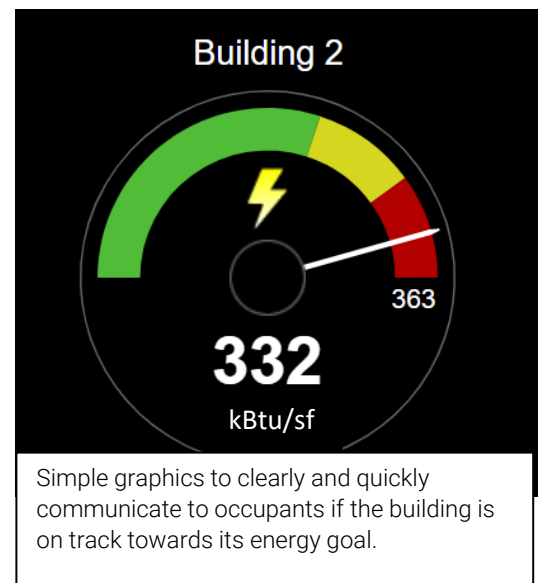 Building 2
363
332
kBtu/sf
Simple graphics to clearly and quickly
communicate to occupants if the building is
on track towards its energy goal.